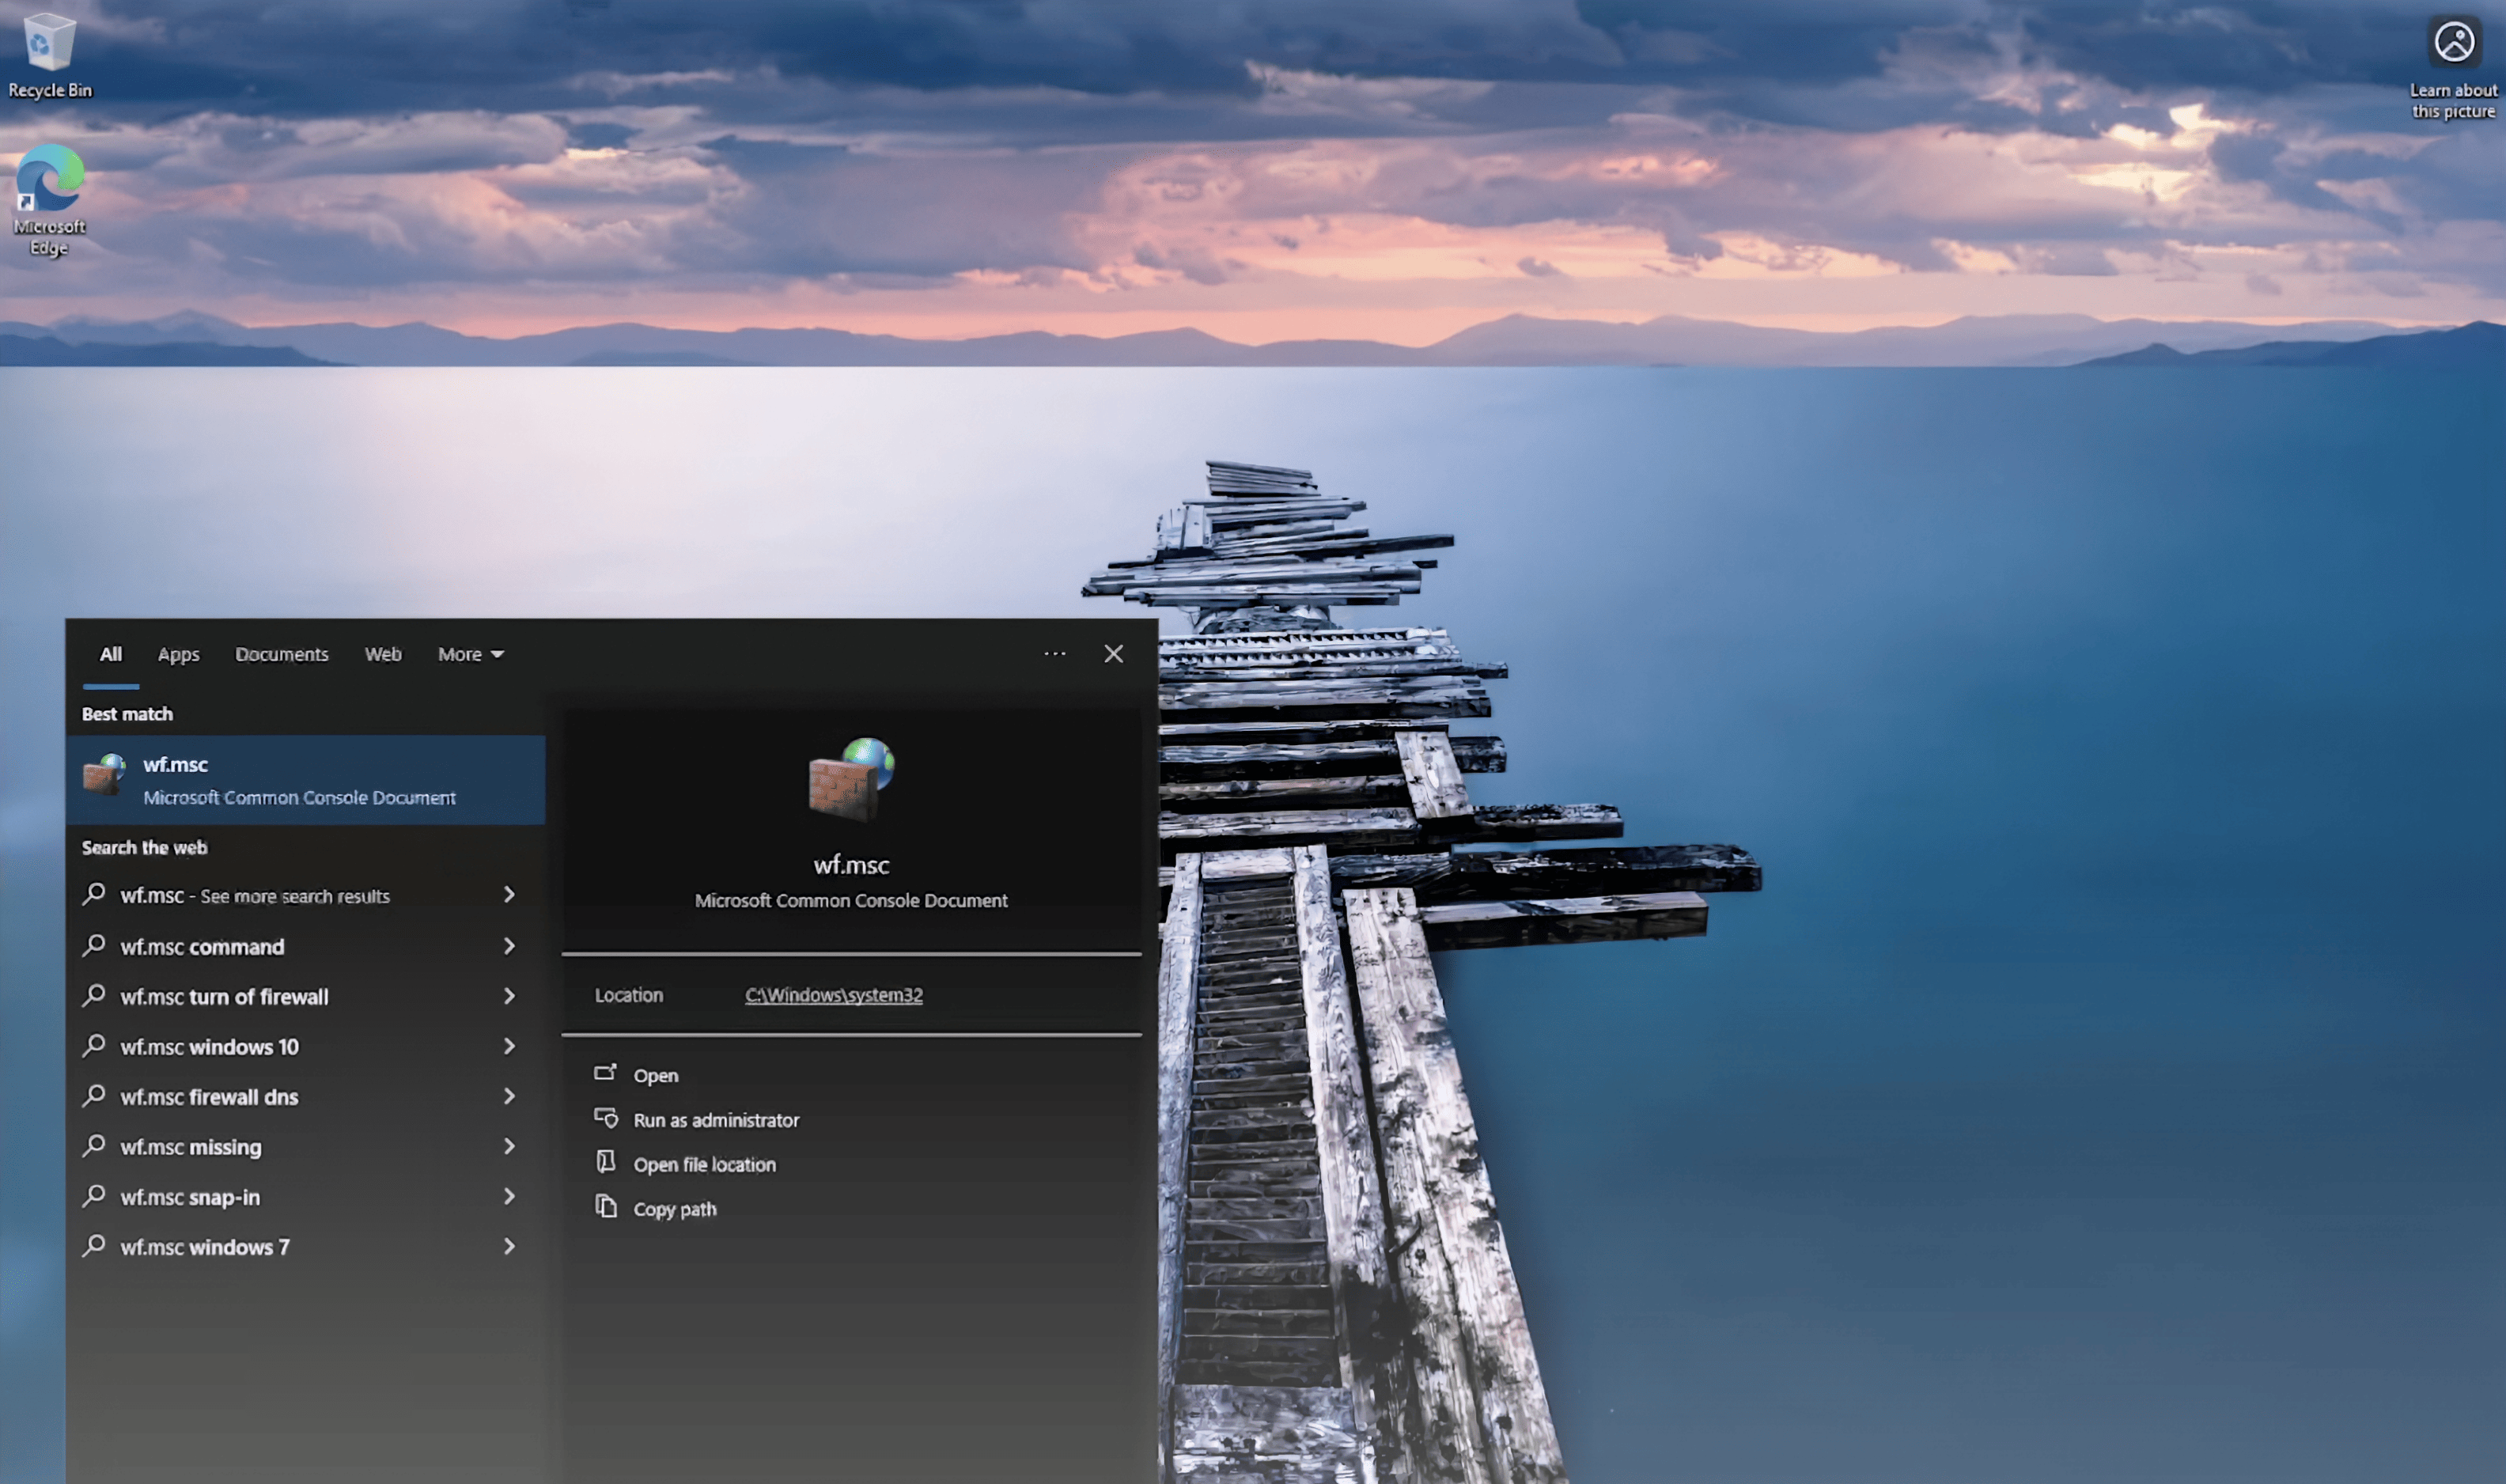 Recycle Bin
Microsoft
Edge
Learn about
this picture
All Apps Documents Web More
Best match
wf.msc
Microsoft Common Console Document
Search the web
wf.msc - See more search results
wf.msc command
wf.msc turn of firewall
wf.msc windows 10
wf.msc firewall dns
wf.msc missing
wf.msc snap-in
wf.msc windows 7
wf.msc
Microsoft Common Console Document
Location C:\Windows\system32
Open
Run as administrator
Open file location
Copy path